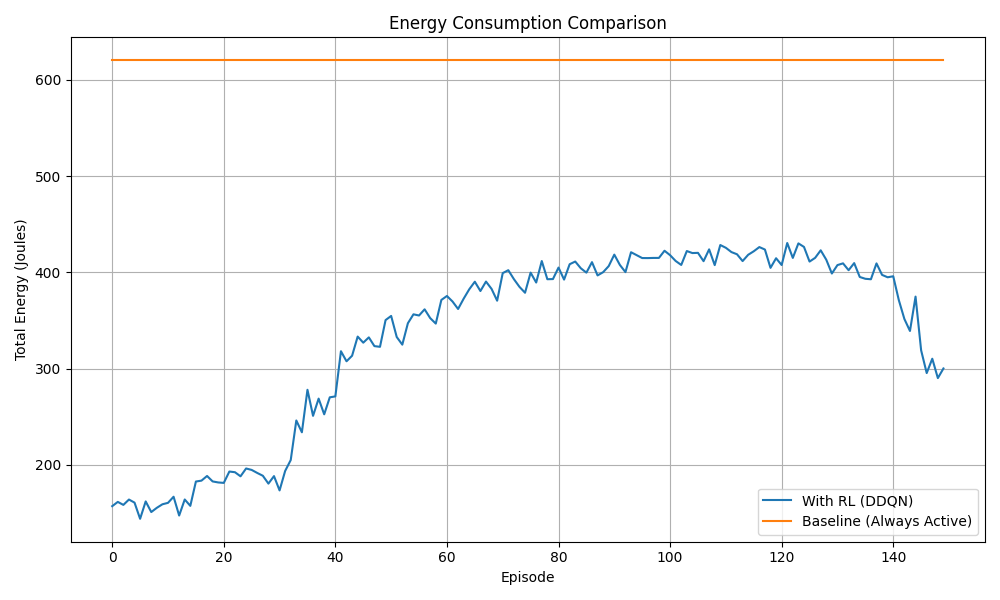 Energy Consumption Comparison
Total Energy (Joules)
600
500
400
300
200
0 20 40 60 80 100 120 140
Episode
With RL (DDQN)
Baseline (Always Active)